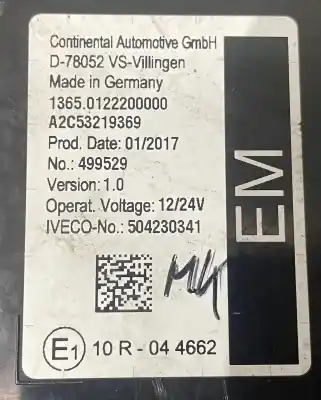 Continental Automotive GmbH
D-78052 VS-Villingen
Made in Germany
1365.0122200000
A2C53219369
Prod. Date: 01/2017
No.: 499529
Version: 1.0
Operat. Voltage: 12/24V
IVECO-No.: 504230341
EM
E1 10 R - 04 4662